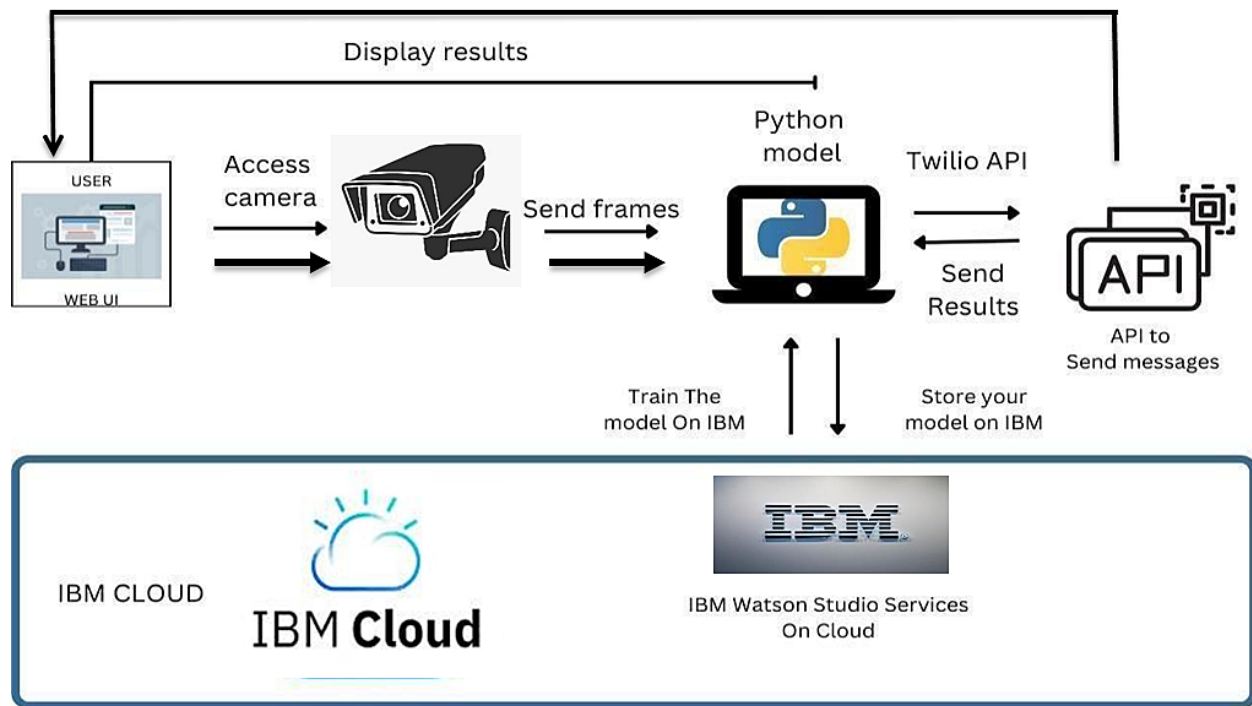 Display results
Python
model
Access
camera
Twilio API
USER
Send frames
WEB UI
Send
Results
API
API to
Send messages
Train The
model On IBM
Store your
model on IBM
IBM
IBM CLOUD
IBM Cloud
IBM Watson Studio Services
On Cloud